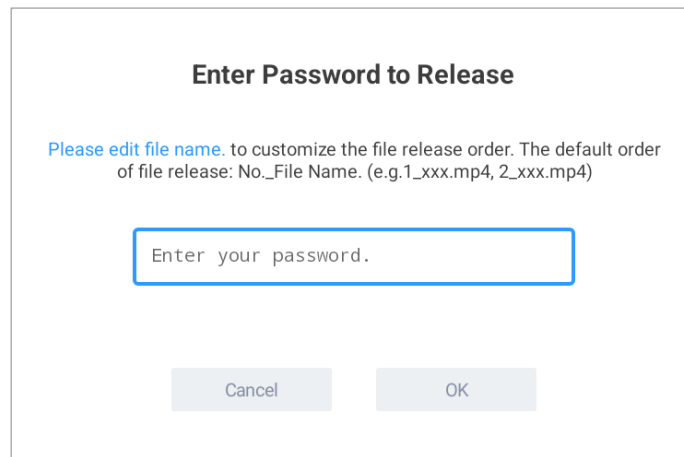 Enter Password to Release
Please edit file name. to customize the file release order. The default order
of file release: No._File Name. (e.g.1_xxx.mp4, 2_xxx.mp4)
Enter your password.
Cancel
OK